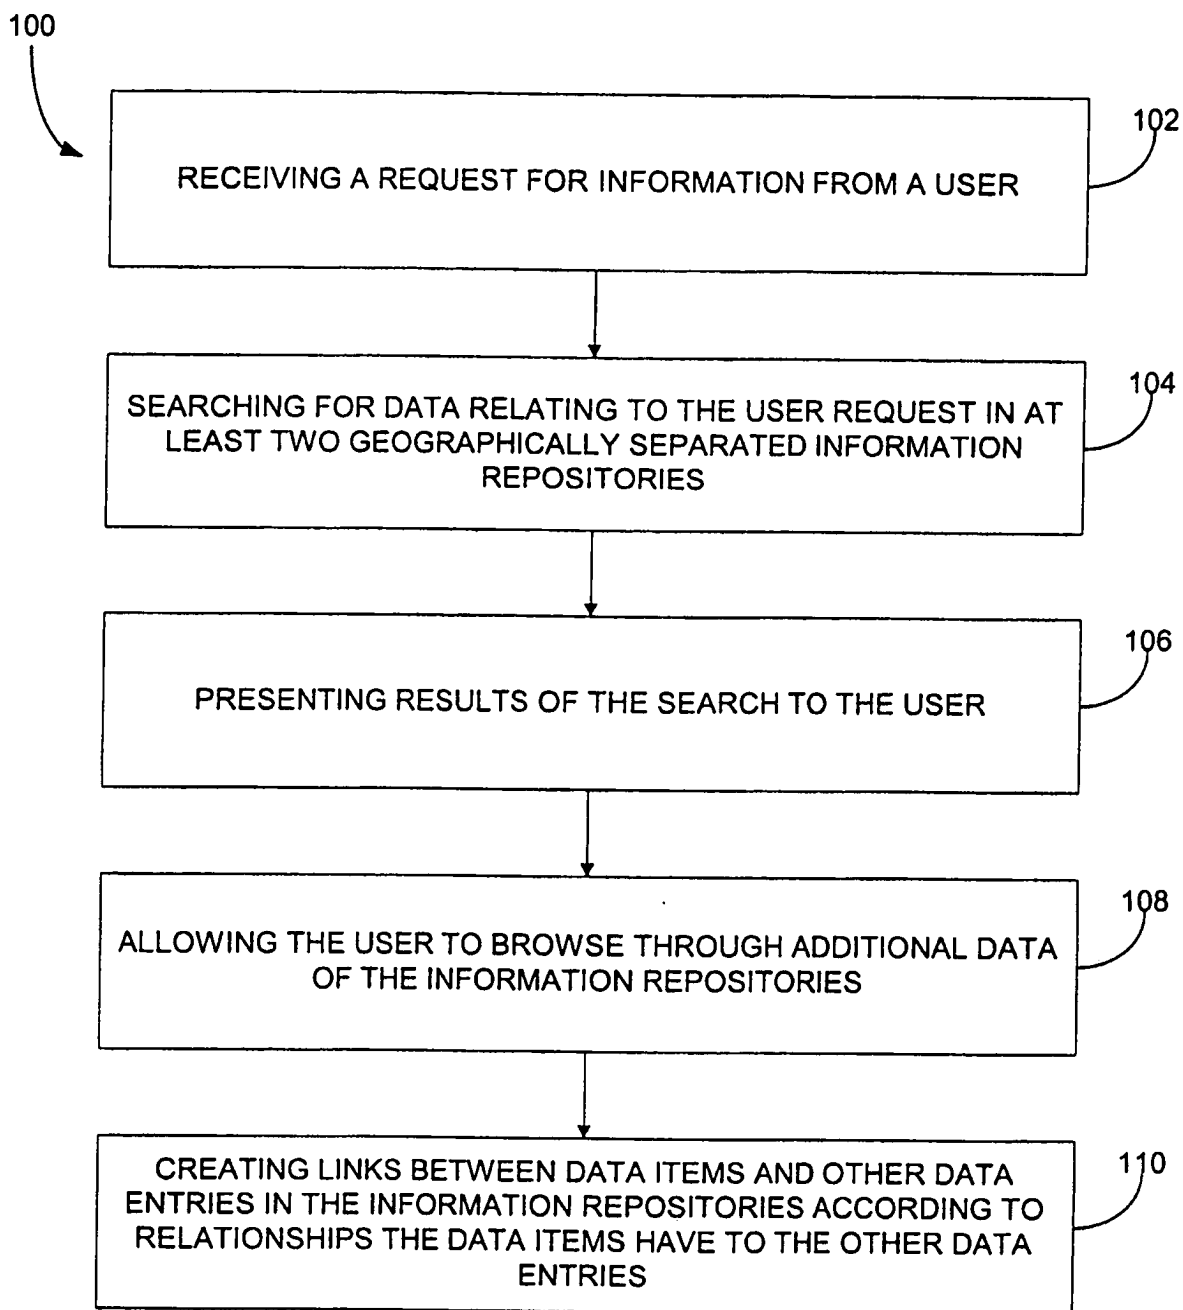 100
102
RECEIVING A REQUEST FOR INFORMATION FROM A USER
104
SEARCHING FOR DATA RELATING TO THE USER REQUEST IN AT
LEAST TWO GEOGRAPHICALLY SEPARATED INFORMATION
REPOSITORIES
106
PRESENTING RESULTS OF THE SEARCH TO THE USER
108
ALLOWING THE USER TO BROWSE THROUGH ADDITIONAL DATA
OF THE INFORMATION REPOSITORIES
110
CREATING LINKS BETWEEN DATA ITEMS AND OTHER DATA
ENTRIES IN THE INFORMATION REPOSITORIES ACCORDING TO
RELATIONSHIPS THE DATA ITEMS HAVE TO THE OTHER DATA
ENTRIES